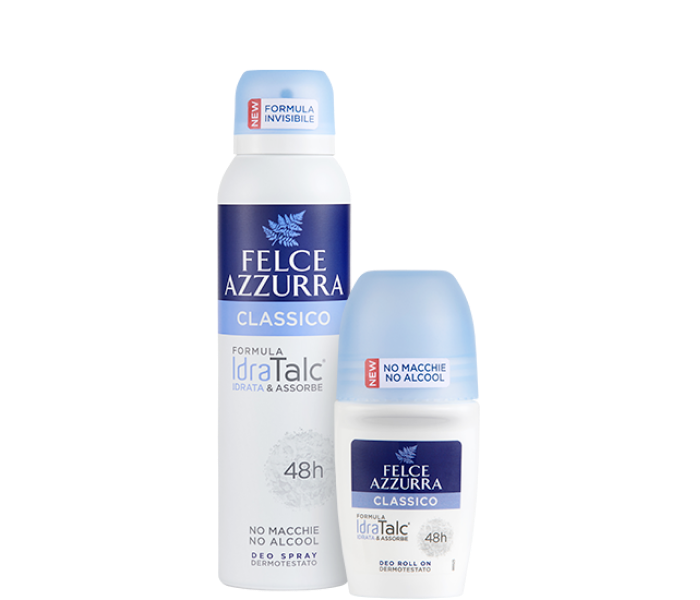 NEW
FORMULA
INVISIBILE
FELCE
AZZURRA
CLASSICO
FORMULA
IdraTalc®
IDRATA & ASSORBE
48h
NO MACCHIE
NO ALCOOL
DEO SPRAY
DERMOTESTATO
NEW
NO MACCHIE
NO ALCOOL
FELCE
AZZURRA
CLASSICO
FORMULA
IdraTalc®
IDRATA & ASSORBE
48h
DEO ROLL ON
DERMOTESTATO